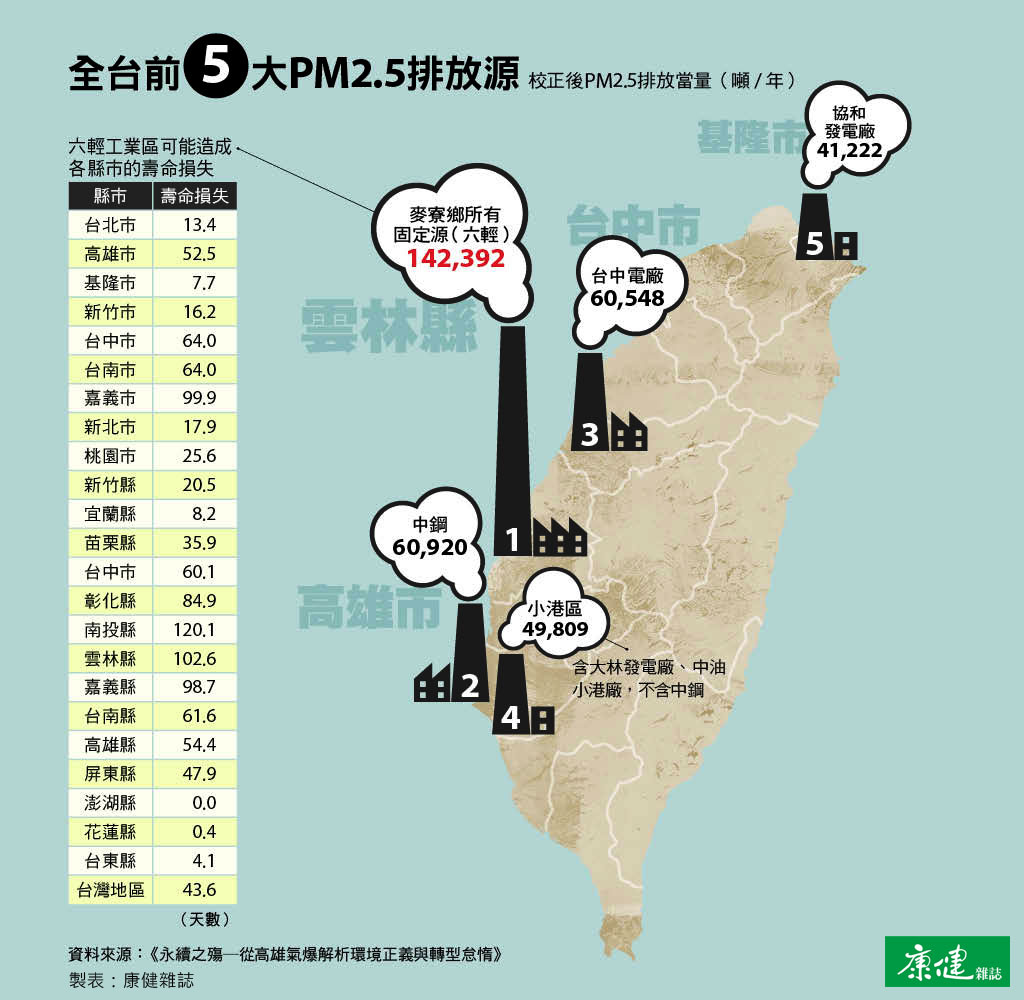 全台前5大PM2.5排放源 校正後PM2.5排放當量（噸/年）
六輕工業區可能造成
各縣市的壽命損失
縣市 壽命損失
台北市 13.4
高雄市 52.5
基隆市 7.7
新竹市 16.2
台中市 64.0
台南市 64.0
嘉義市 99.9
新北市 17.9
桃園市 25.6
新竹縣 20.5
宜蘭縣 8.2
苗栗縣 35.9
台中市 60.1
彰化縣 84.9
南投縣 120.1
雲林縣 102.6
嘉義縣 98.7
台南縣 61.6
高雄縣 54.4
屏東縣 47.9
澎湖縣 0.0
花蓮縣 0.4
台東縣 4.1
台灣地區 43.6
（天數）
基隆市
協和
發電廠
41,222
5
台中市
台中電廠
60,548
3
雲林縣
麥寮鄉所有
固定源（六輕）
142,392
1
高雄市
中鋼
60,920
2
小港區
49,809
4
含大林發電廠、中油
小港廠，不含中鋼
資料來源：《永續之殤─從高雄氣爆解析環境正義與轉型怠惰》
製表：康健雜誌
康健雜誌